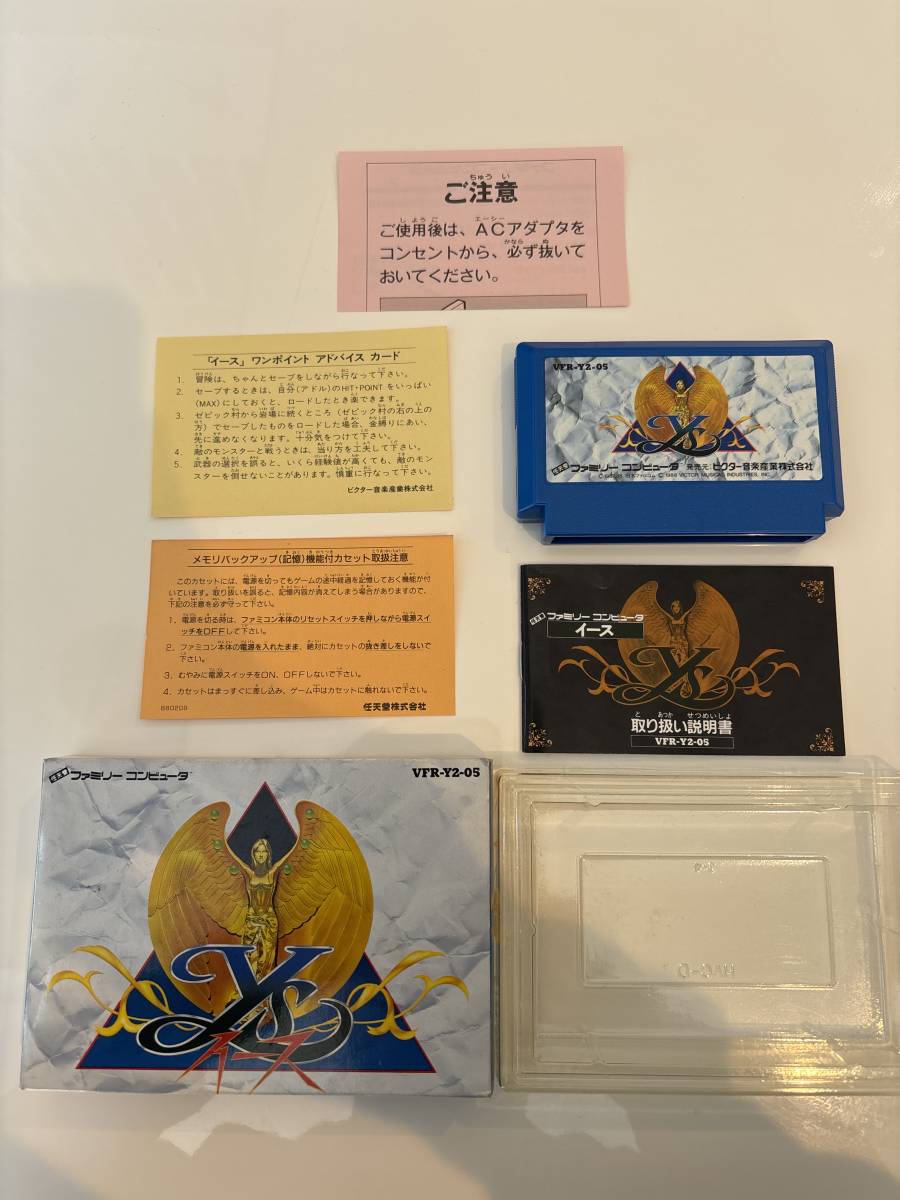 ご注意
ちゅう い
ご使用後は、ACアダプタを
コンセントから、必ず抜いて
おいてください。
「イース」ワンポイント アドバイス カード
1. 冒険は、ちゃんとセーブをしながら行なって下さい。
2. セーブするときは、自分(アドル)のHIT・POINTをいっぱい
(MAX)にしておくと、ロードしたとき楽できます。
3. ゼピック村から岩場に続くところ(ゼピック村の右の上の
方)でセーブしたものをロードした場合、金縛りにあい、
先に進めなくなります。十分気をつけて下さい。
4. 敵のモンスターと戦うときは、当り方を工夫して下さい。
5. 武器の選択を誤ると、いくら経験値が高くても、敵のモン
スターを倒せないことがあります。慎重に行なって下さい。
ビクター音楽産業株式会社
VFR-Y2-05
Ys
ファミリー コンピュータ 発売元:ビクター音楽産業株式会社
メモリバックアップ(記憶)機能付カセット取扱注意
このカセットには、電源を切ってもゲームの途中経過を記憶しておく機能が付
いています。取り扱いを誤ると、記憶内容が消えてしまう場合がありますので、
下記の注意を必ず守って下さい。
1. 電源を切る時は、ファミコン本体のリセットスイッチを押しながら電源スイ
ッチをOFFして下さい。
2. ファミコン本体の電源を入れたまま、絶対にカセットの抜き差しをしないで
下さい。
3. むやみに電源スイッチをON、OFFしないで下さい。
4. カセットはまっすぐに差し込み、ゲーム中はカセットに触れないで下さい。
880209
任天堂株式会社
ファミリー コンピュータ
イース
Ys
取り扱い説明書
VFR-Y2-05
ファミリー コンピュータ
VFR-Y2-05
Ys
イース
HVC-D